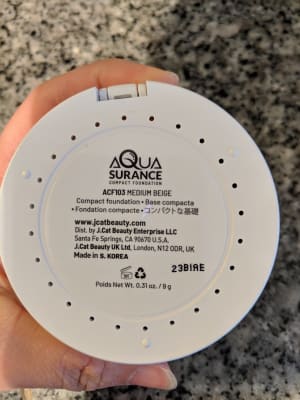 AQUA
SURANCE
COMPACT FOUNDATION
ACF103 MEDIUM BEIGE
Compact foundation • Base compacta
• Fondation compacte • コンパクトな基礎
www.jcatbeauty.com
Dist. by J.Cat Beauty Enterprise LLC
Santa Fe Springs, CA 90670 U.S.A.
J.Cat Beauty UK Ltd, London, N12 0DR, UK
Made in S. KOREA
23B1RE
Poids Net Wt. 0.31 oz. / 9 g